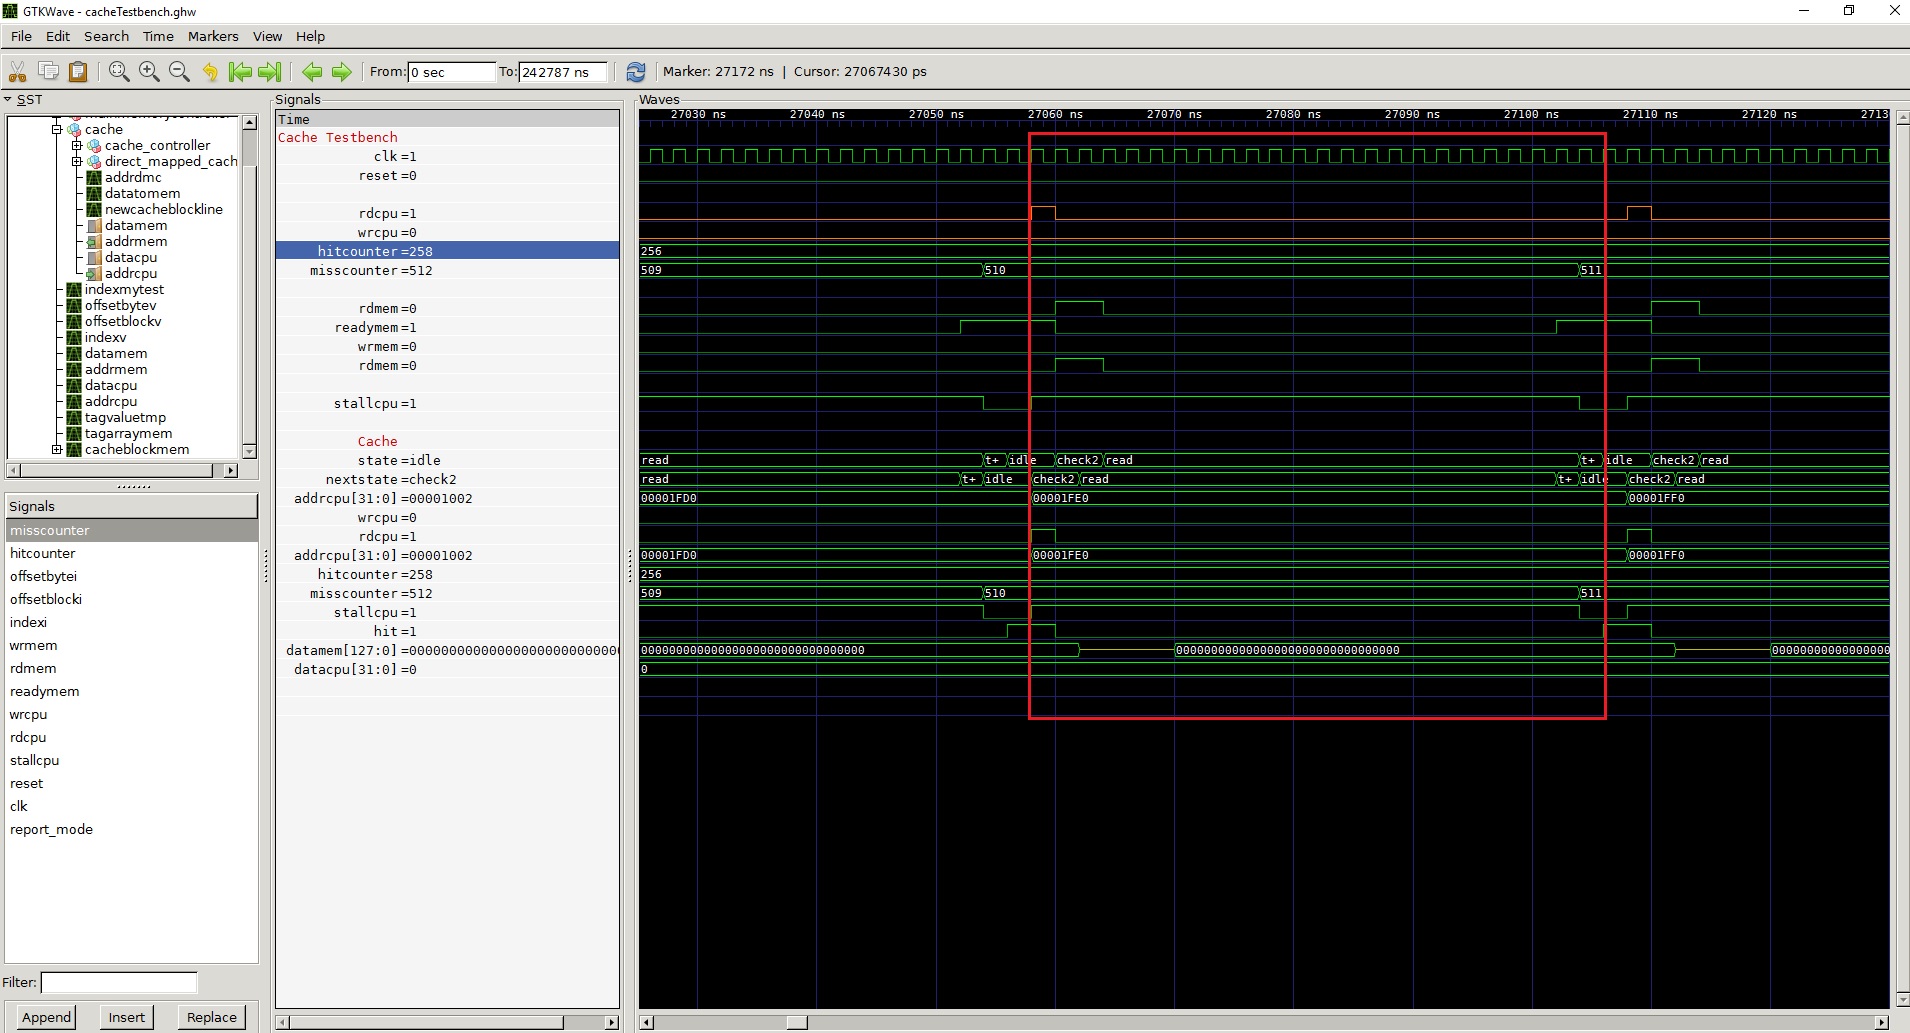 GTKWave - cacheTestbench.ghw
File Edit Search Time Markers View Help
From: 0 sec To: 242787 ns Marker: 27172 ns | Cursor: 27067430 ps
SST
cache
cache_controller
direct_mapped_cach
addrdmc
datatomem
newcacheblockline
datamem
addrmem
datacpu
addrcpu
indexmytest
offsetbytev
offsetblockv
indexv
datamem
addrmem
datacpu
addrcpu
tagvaluetmp
tagarraymem
cacheblockmem
Signals
misscounter
hitcounter
offsetbytei
offsetblocki
indexi
wrmem
rdmem
readymem
wrcpu
rdcpu
stallcpu
reset
clk
report_mode
Filter:
Append Insert Replace
Signals
Time
Cache Testbench
clk =1
reset =0
rdcpu =1
wrcpu =0
hitcounter =258
misscounter =512
rdmem =0
readymem =1
wrmem =0
rdmem =0
stallcpu =1
Cache
state =idle
nextstate =check2
addrcpu[31:0] =00001002
wrcpu =0
rdcpu =1
addrcpu[31:0] =00001002
hitcounter =258
misscounter =512
stallcpu =1
hit =1
datamem[127:0] =000000000000000000000000000
datacpu[31:0] =0
Waves
27030 ns 27040 ns 27050 ns 27060 ns 27070 ns 27080 ns 27090 ns 27100 ns 27110 ns 27120 ns 2713
256
509 510 511
read t+ idle check2 read t+ idle check2 read
read t+ idle check2 read t+ idle check2 read
00001FD0 00001FE0 00001FF0
00001FD0 00001FE0 00001FF0
256
509 510 511
00000000000000000000000000000000 00000000000000000000000000000000 0000000000000000
0